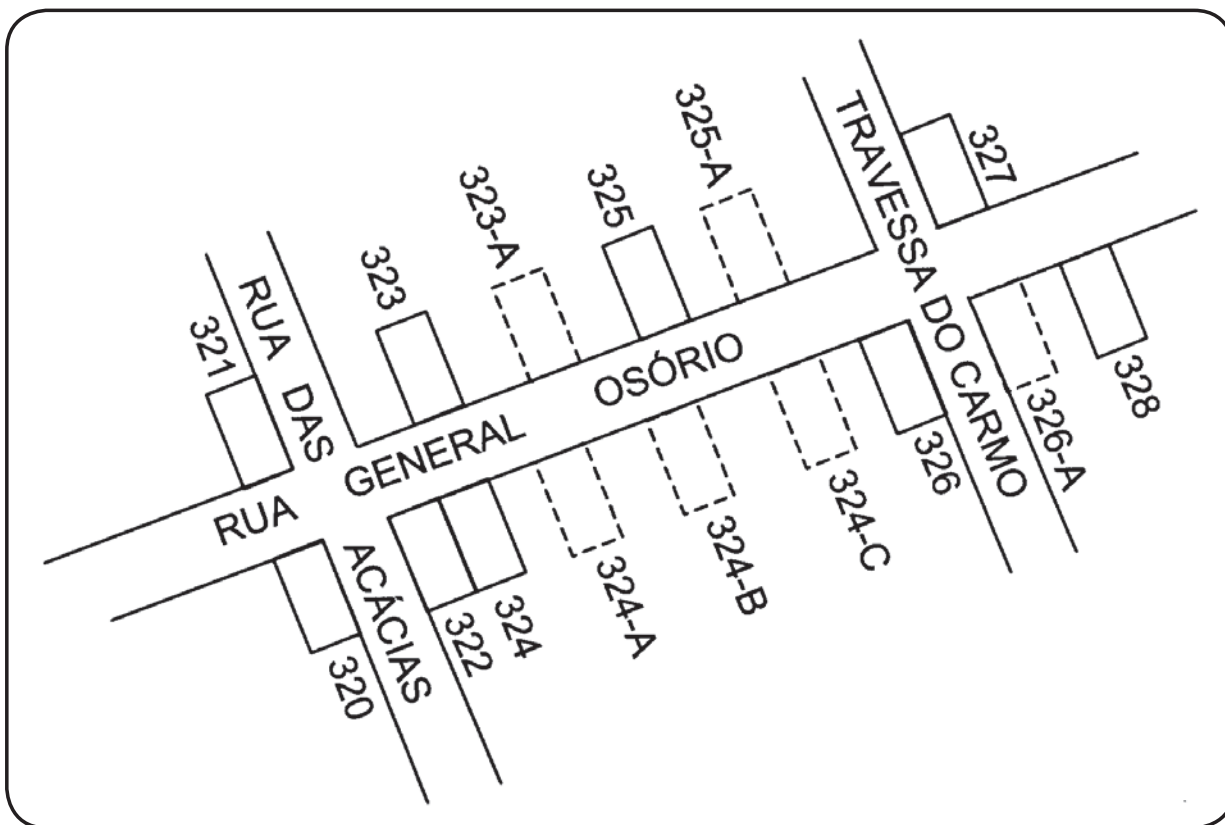 RUA DAS ACÁCIAS
RUA GENERAL OSÓRIO
TRAVESSA DO CARMO
321
323
323-A
325
325-A
327
320
322
324
324-A
324-B
324-C
326
326-A
328